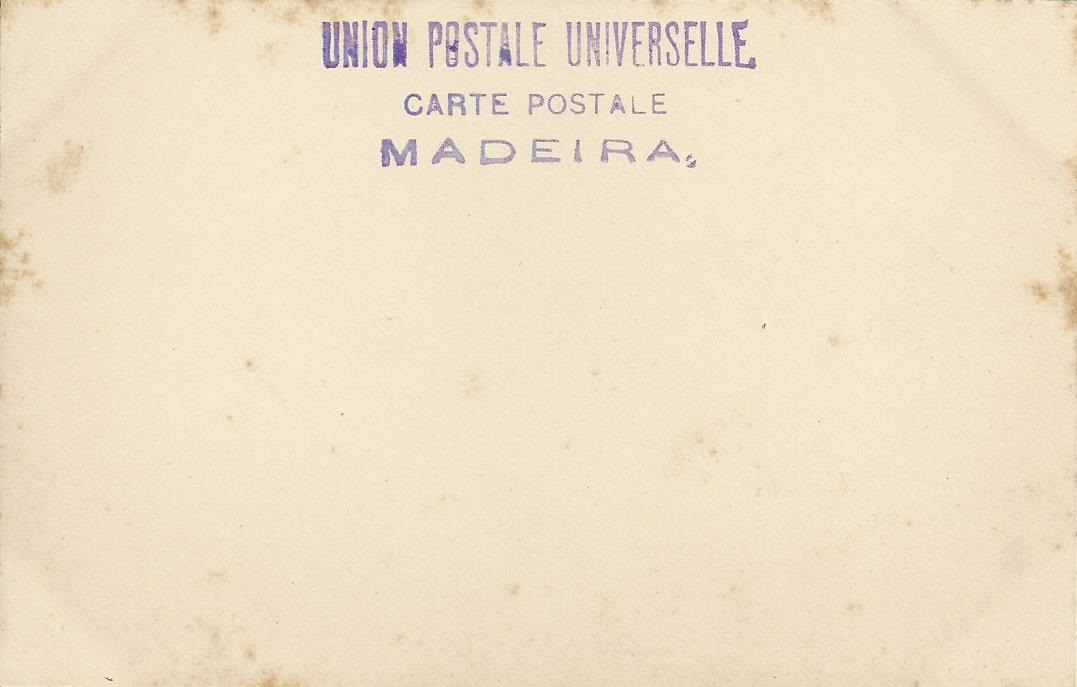 UNION POSTALE UNIVERSELLE.
CARTE POSTALE
MADEIRA.